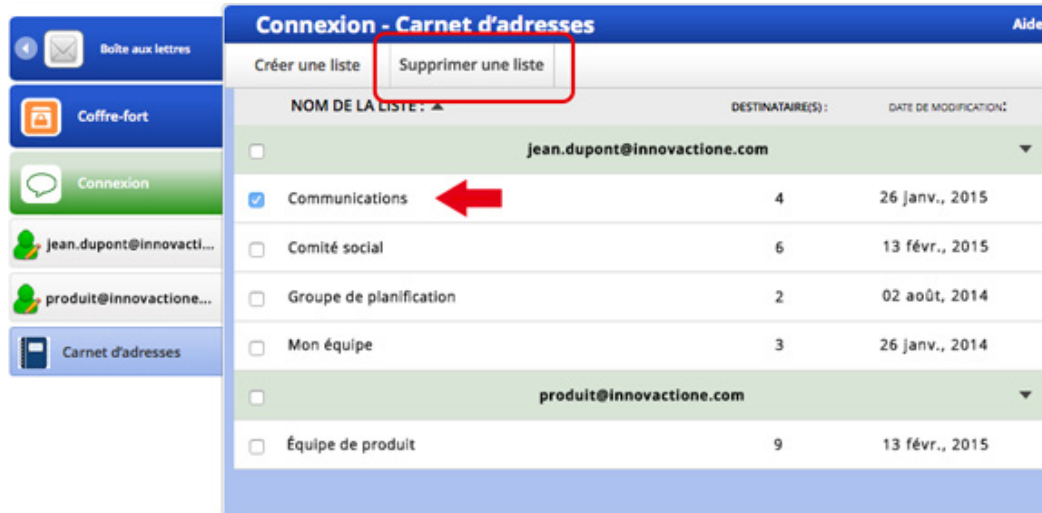 Boîte aux lettres
Coffre-fort
Connexion
jean.dupont@innovacti...
produit@innovactione...
Carnet d'adresses
Connexion - Carnet d'adresses
Aide
Créer une liste
Supprimer une liste
NOM DE LA LISTE : ▲ DESTINATAIRE(S) : DATE DE MODIFICATION:
jean.dupont@innovactione.com
Communications 4 26 janv., 2015
Comité social 6 13 févr., 2015
Groupe de planification 2 02 août, 2014
Mon équipe 3 26 janv., 2014
produit@innovactione.com
Équipe de produit 9 13 févr., 2015